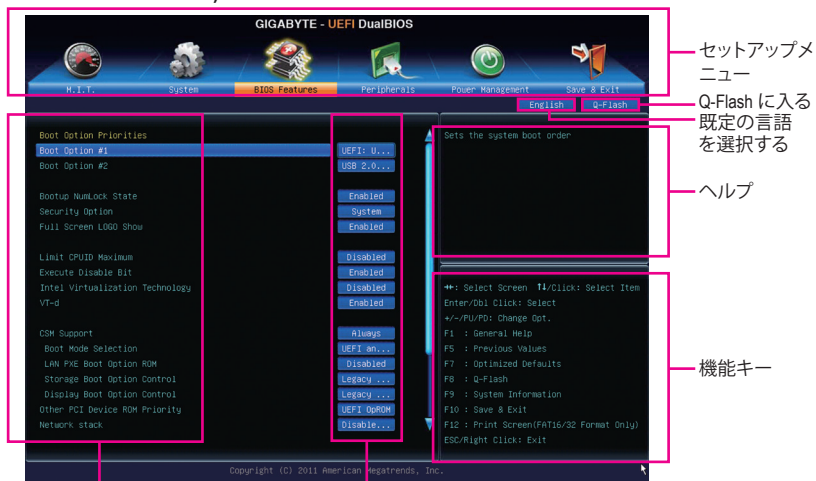 GIGABYTE - UEFI DualBIOS
M.I.T. System BIOS Features Peripherals Power Management Save & Exit
English Q-Flash
セットアップメ
ニュー
Q-Flash に入る
既定の言語
を選択する
ヘルプ
機能キー
Boot Option Priorities
Boot Option #1 UEFI: U...
Boot Option #2 USB 2.0...
Bootup NumLock State Enabled
Security Option System
Full Screen LOGO Show Enabled
Limit CPUID Maximum Disabled
Execute Disable Bit Enabled
Intel Virtualization Technology Disabled
VT-d Enabled
CSM Support Always
Boot Mode Selection UEFI an...
LAN PXE Boot Option ROM Disabled
Storage Boot Option Control Legacy ...
Display Boot Option Control Legacy ...
Other PCI Device ROM Priority UEFI OpROM
Network stack Disable...
Sets the system boot order
→←: Select Screen ↑↓/Click: Select Item
Enter/Dbl Click: Select
+/-/PU/PD: Change Opt.
F1 : General Help
F5 : Previous Values
F7 : Optimized Defaults
F8 : Q-Flash
F9 : System Information
F10 : Save & Exit
F12 : Print Screen(FAT16/32 Format Only)
ESC/Right Click: Exit
Copyright (C) 2011 American Megatrends, Inc.